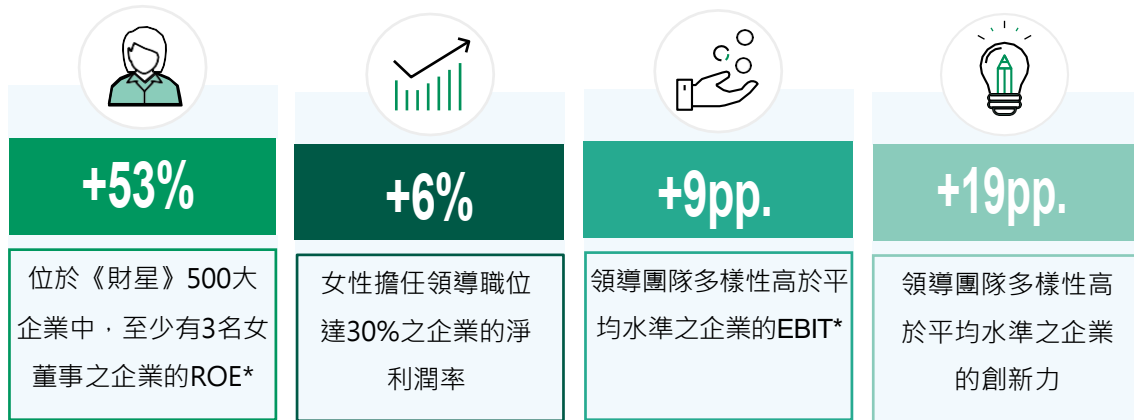 +53%
位於《財星》500大
企業中，至少有3名女
董事之企業的ROE*
+6%
女性擔任領導職位
達30%之企業的淨
利潤率
+9pp.
領導團隊多樣性高於平
均水準之企業的EBIT*
+19pp.
領導團隊多樣性高
於平均水準之企業
的創新力